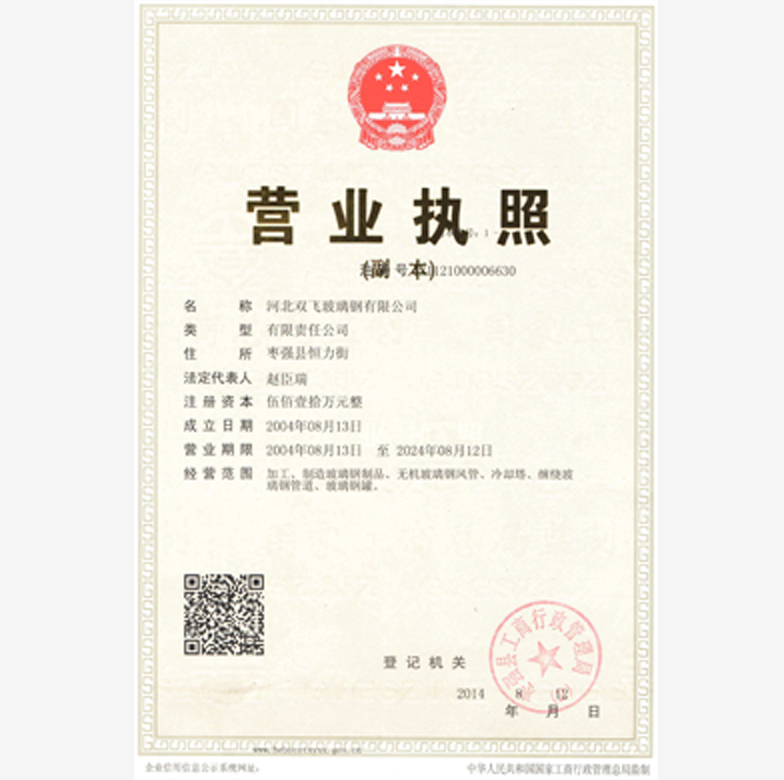 营业执照
(副 本)
号 121000006630
名 称 河北双飞玻璃钢有限公司
类 型 有限责任公司
住 所 枣强县恒力街
法定代表人 赵臣瑞
注册资本 伍佰壹拾万元整
成立日期 2004年08月13日
营业期限 2004年08月13日 至 2024年08月12日
经营范围 加工、制造玻璃钢制品、无机玻璃钢风管、冷却塔、缠绕玻
璃钢管道、玻璃钢罐。
枣强县工商行政管理局
登记机关
2014 8 12
年 月 日
企业信用信息公示系统网址：
中华人民共和国国家工商行政管理总局监制